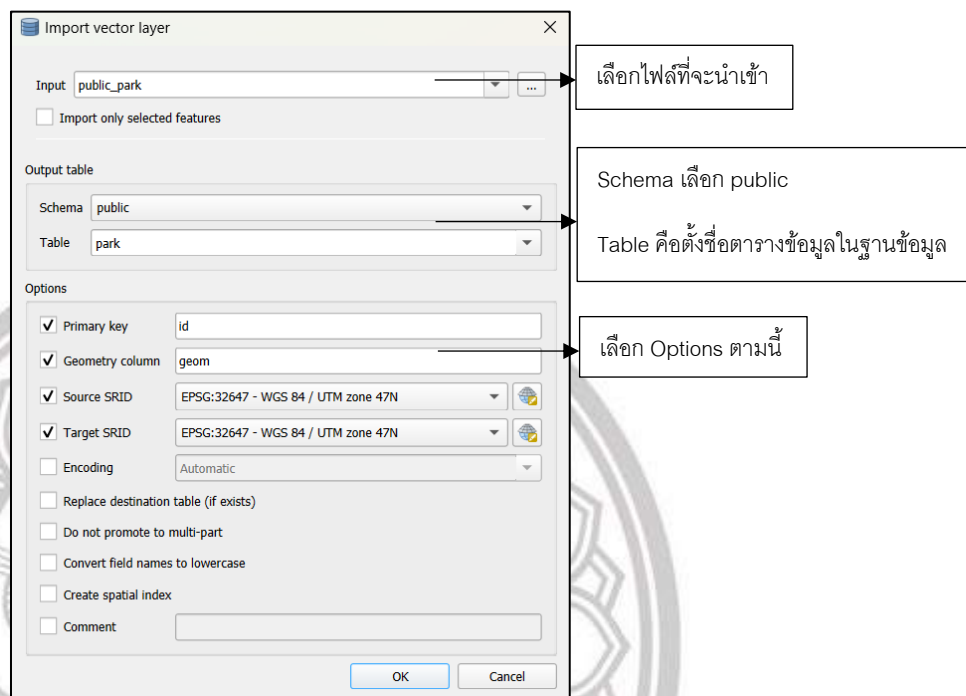 Import vector layer
Input public_park ...
Import only selected features
Output table
Schema public
Table park
Options
Primary key id
Geometry column geom
Source SRID EPSG:32647 - WGS 84 / UTM zone 47N
Target SRID EPSG:32647 - WGS 84 / UTM zone 47N
Encoding Automatic
Replace destination table (if exists)
Do not promote to multi-part
Convert field names to lowercase
Create spatial index
Comment
OK Cancel
เลือกไฟล์ที่จะนำเข้า
Schema เลือก public
Table คือตั้งชื่อตารางข้อมูลในฐานข้อมูล
เลือก Options ตามนี้